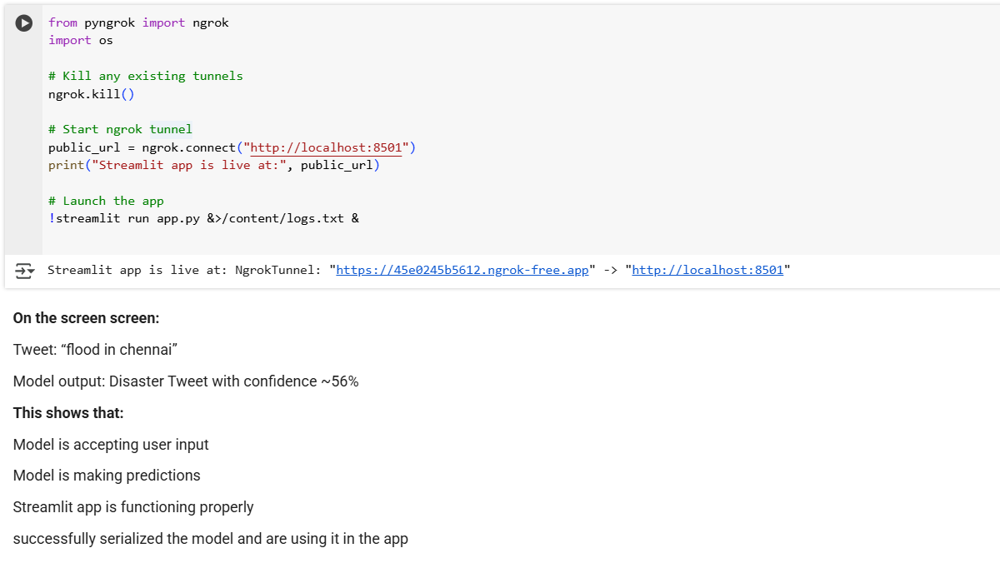 from pyngrok import ngrok
import os
# Kill any existing tunnels
ngrok.kill()
# Start ngrok tunnel
public_url = ngrok.connect("http://localhost:8501")
print("Streamlit app is live at:", public_url)
# Launch the app
!streamlit run app.py &>/content/logs.txt &
Streamlit app is live at: NgrokTunnel: "https://45e0245b5612.ngrok-free.app" -> "http://localhost:8501"
On the screen screen:
Tweet: “flood in chennai”
Model output: Disaster Tweet with confidence ~56%
This shows that:
Model is accepting user input
Model is making predictions
Streamlit app is functioning properly
successfully serialized the model and are using it in the app